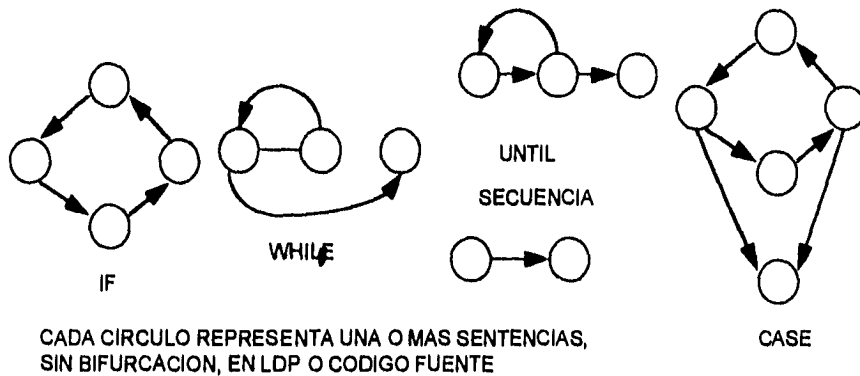 UNTIL
SECUENCIA
WHILE
IF
CASE
CADA CIRCULO REPRESENTA UNA O MAS SENTENCIAS,
SIN BIFURCACION, EN LDP O CODIGO FUENTE